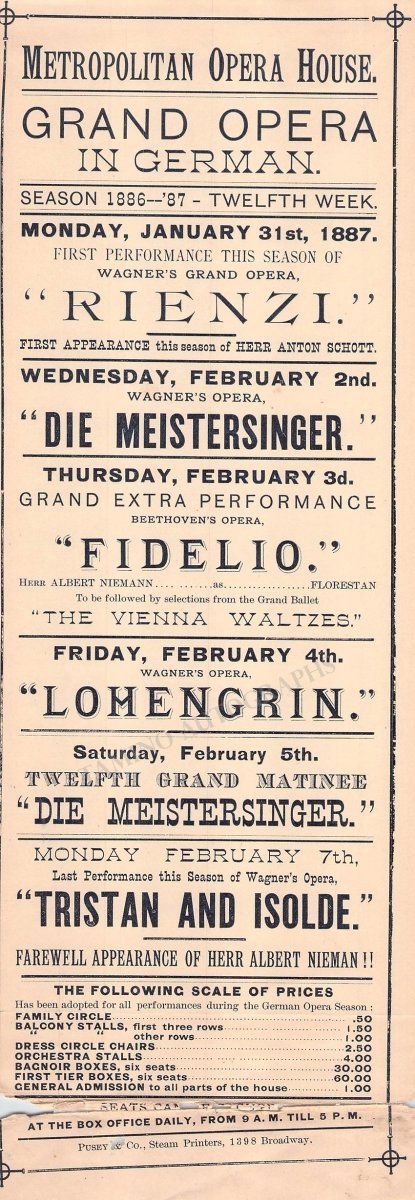 METROPOLITAN OPERA HOUSE.
GRAND OPERA
IN GERMAN.
SEASON 1886--'87 - TWELFTH WEEK.
MONDAY, JANUARY 31st, 1887.
FIRST PERFORMANCE THIS SEASON OF
WAGNER'S GRAND OPERA,
"RIENZI."
FIRST APPEARANCE this season of HERR ANTON SCHOTT.
WEDNESDAY, FEBRUARY 2nd.
WAGNER'S OPERA,
"DIE MEISTERSINGER."
THURSDAY, FEBRUARY 3d.
GRAND EXTRA PERFORMANCE
BEETHOVEN'S OPERA,
"FIDELIO."
HERR ALBERT NIEMANN.... .......as..................FLORESTAN
To be followed by selections from the Grand Ballet
"THE VIENNA WALTZES."
FRIDAY, FEBRUARY 4th.
WAGNER'S OPERA,
"LOHENGRIN."
TAMINO AUTOGRAPHS
Saturday, February 5th.
TWELFTH GRAND MATINEE
"DIE MEISTERSINGER."
MONDAY FEBRUARY 7th,
Last Performance this Season of Wagner's Opera,
"TRISTAN AND ISOLDE."
FAREWELL APPEARANCE OF HERR ALBERT NIEMAN!!
THE FOLLOWING SCALE OF PRICES
Has been adopted for all performances during the German Opera Season:
FAMILY CIRCLE .50
BALCONY STALLS, first three rows 1.50
" " other rows 1.00
DRESS CIRCLE CHAIRS 2.50
ORCHESTRA STALLS 4.00
BAGNOIR BOXES, six seats 30.00
FIRST TIER BOXES, six seats 60.00
GENERAL ADMISSION to all parts of the house 1.00
SEATS CAN
AT THE BOX OFFICE DAILY, FROM 9 A.M. TILL 5 P.M.
PUSEY & Co., Steam Printers, 1398 Broadway.